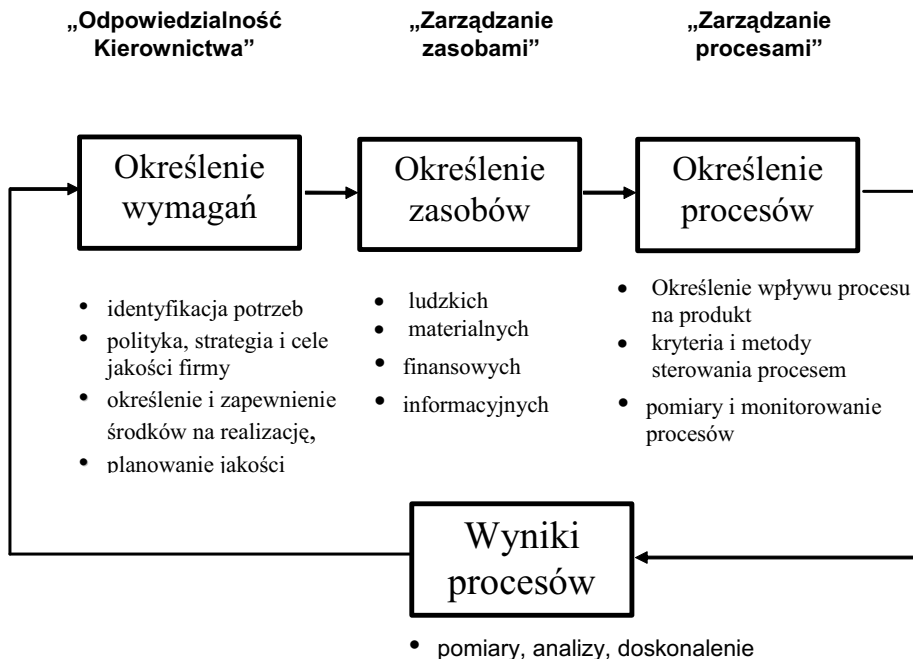 „Odpowiedzialność
Kierownictwa”
„Zarządzanie
zasobami”
„Zarządzanie
procesami”
Określenie
wymagań
Określenie
zasobów
Określenie
procesów
• identyfikacja potrzeb
• polityka, strategia i cele
jakości firmy
• określenie i zapewnienie
środków na realizację,
• planowanie jakości
• ludzkich
• materialnych
• finansowych
• informacyjnych
• Określenie wpływu procesu
na produkt
• kryteria i metody
sterowania procesem
• pomiary i monitorowanie
procesów
Wyniki
procesów
• pomiary, analizy, doskonalenie